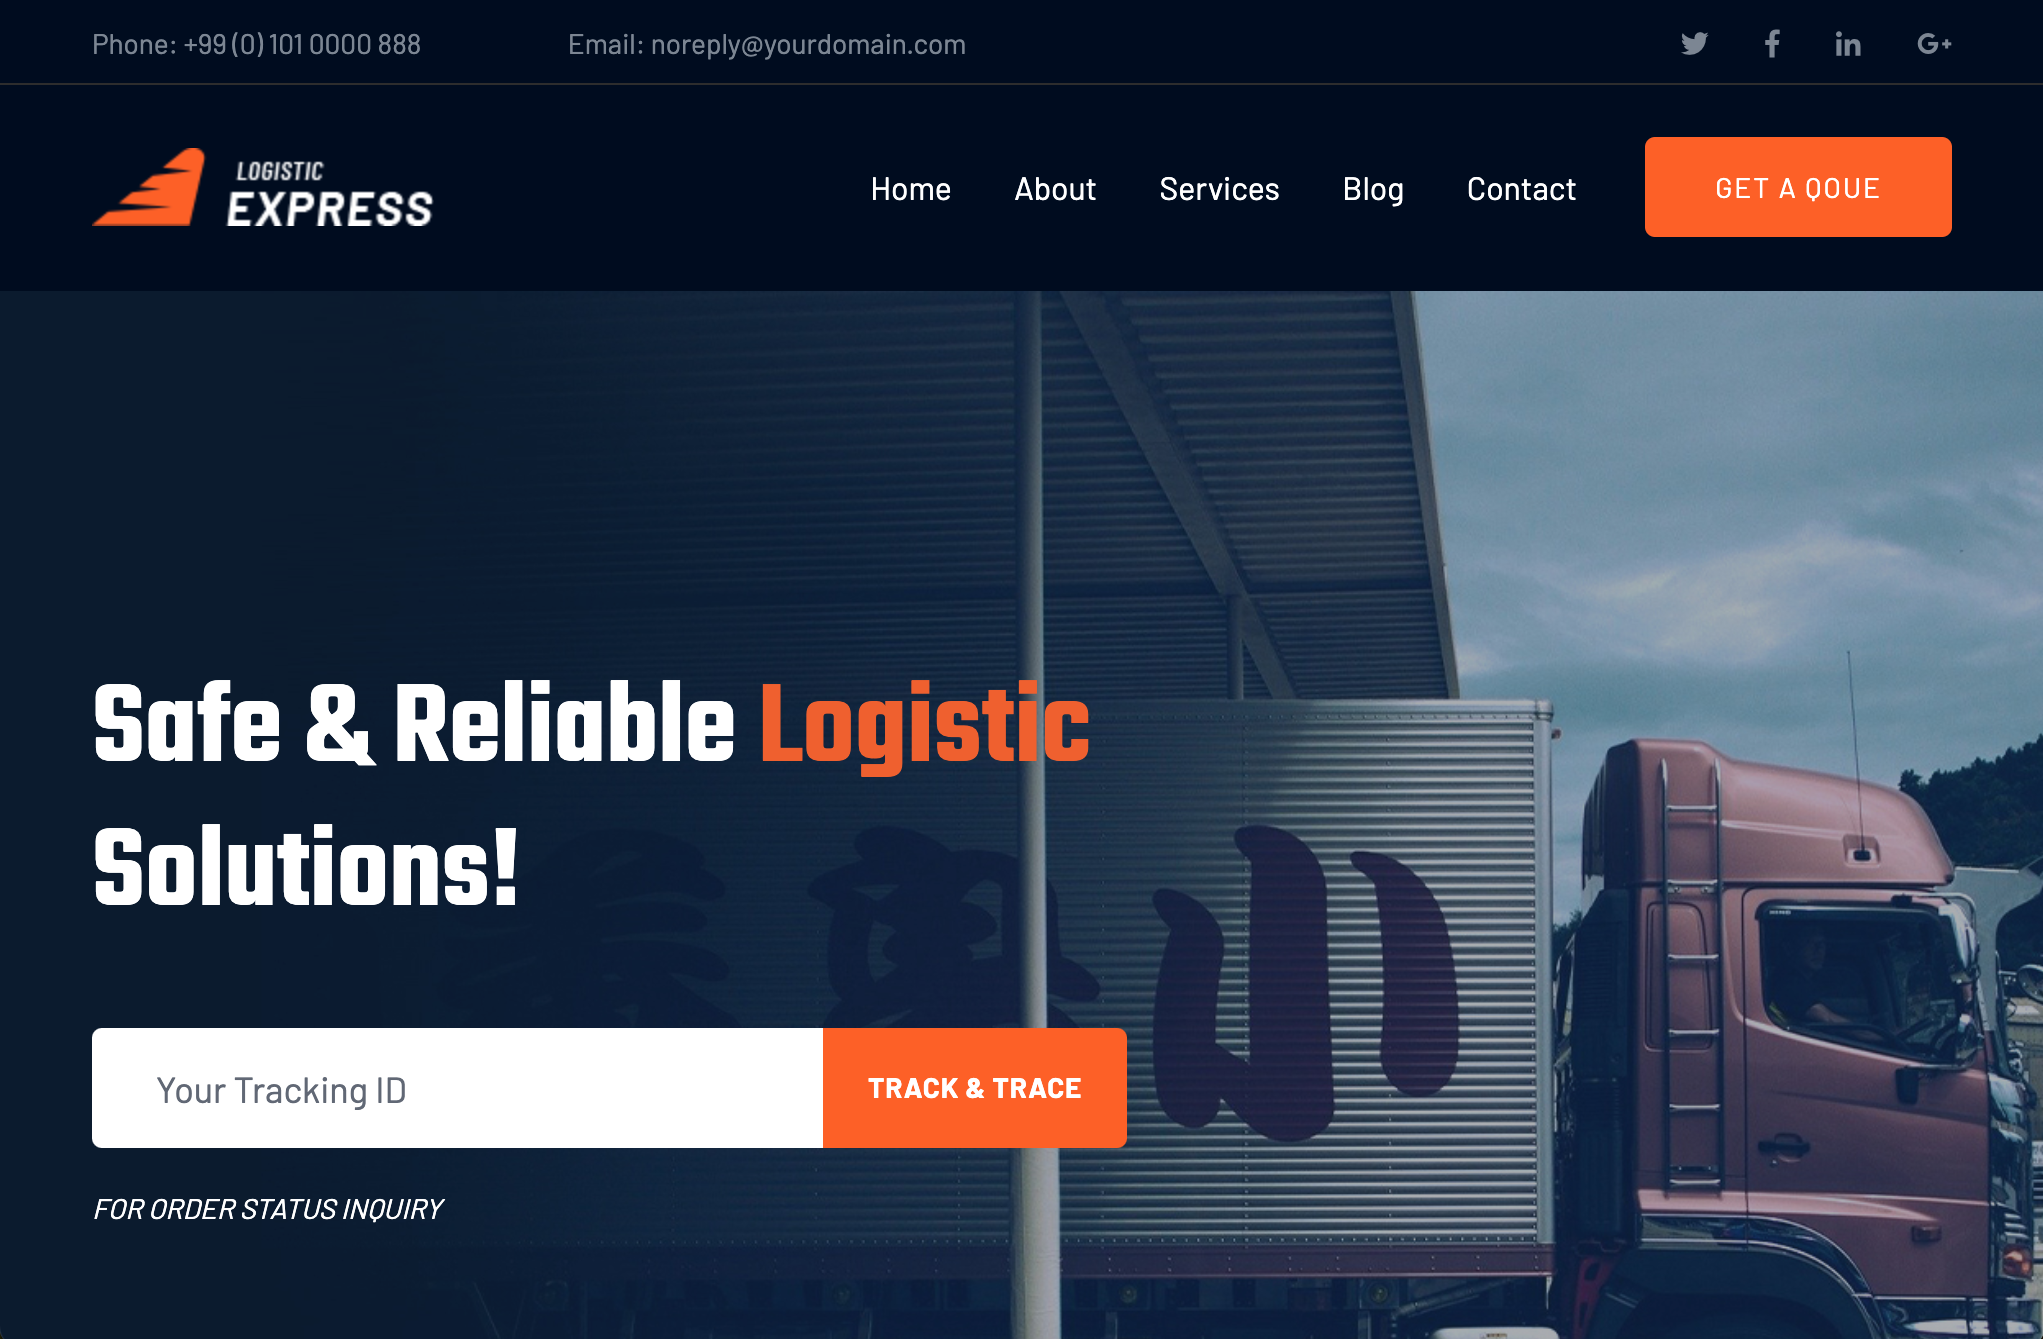 Phone: +99 (0) 101 0000 888
Email: noreply@yourdomain.com
LOGISTIC
EXPRESS
Home
About
Services
Blog
Contact
GET A QOUE
Safe & Reliable Logistic
Solutions!
Your Tracking ID
TRACK & TRACE
FOR ORDER STATUS INQUIRY